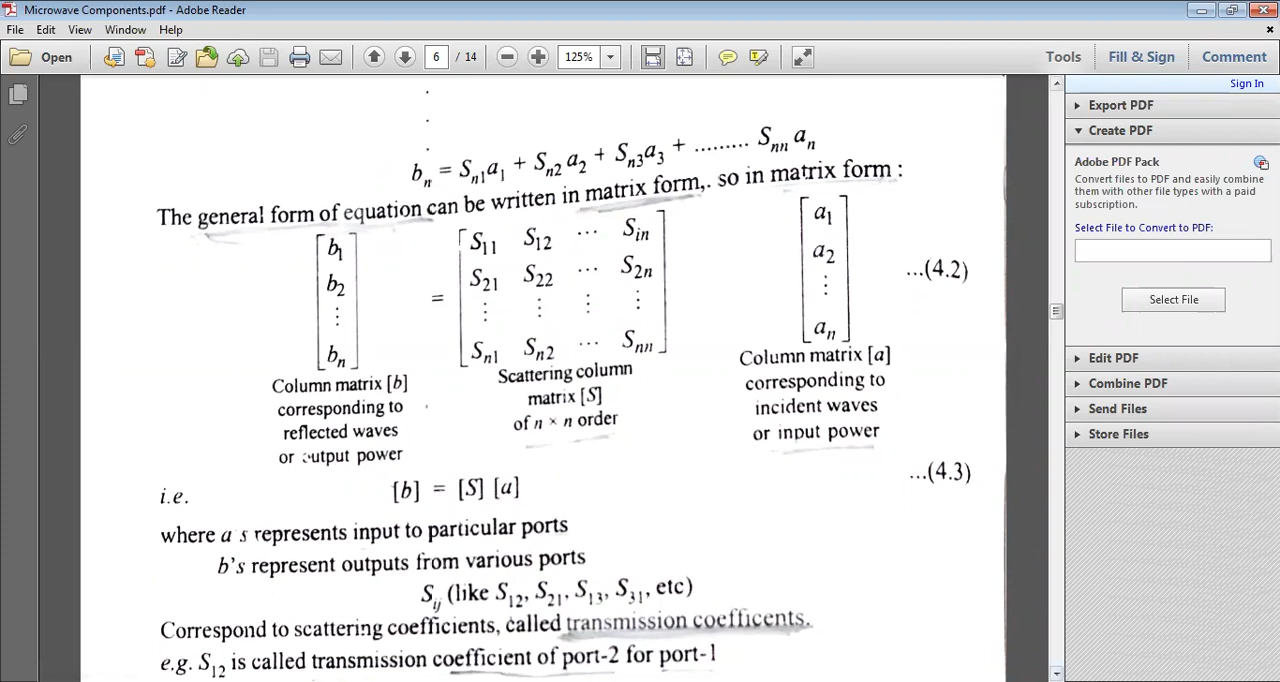 Microwave Components.pdf - Adobe Reader
File Edit View Window Help
Open 6 / 14 125% Tools Fill & Sign Comment
Sign In
Export PDF
Create PDF
Adobe PDF Pack
Convert files to PDF and easily combine
them with other file types with a paid
subscription.
Select File to Convert to PDF:
Select File
Edit PDF
Combine PDF
Send Files
Store Files
.
.
.
bn = Sn1a1 + Sn2 a2 + Sn3a3 + ......... Snn an
The general form of equation can be written in matrix form,. so in matrix form :
b1 S11 S12 ... Sin a1
b2 S21 S22 ... S2n a2 ...(4.2)
⋮ = ⋮ ⋮ ⋮ ⋮ ⋮
bn Sn1 Sn2 ... Snn an
Column matrix [b] Scattering column Column matrix [a]
corresponding to matrix [S] corresponding to
reflected waves of n × n order incident waves
or output power or input power
i.e. [b] = [S] [a] ...(4.3)
where a's represents input to particular ports
b's represent outputs from various ports
Sij (like S12, S21, S13, S31, etc)
Correspond to scattering coefficients, called transmission coefficents.
e.g. S12 is called transmission coefficient of port-2 for port-1